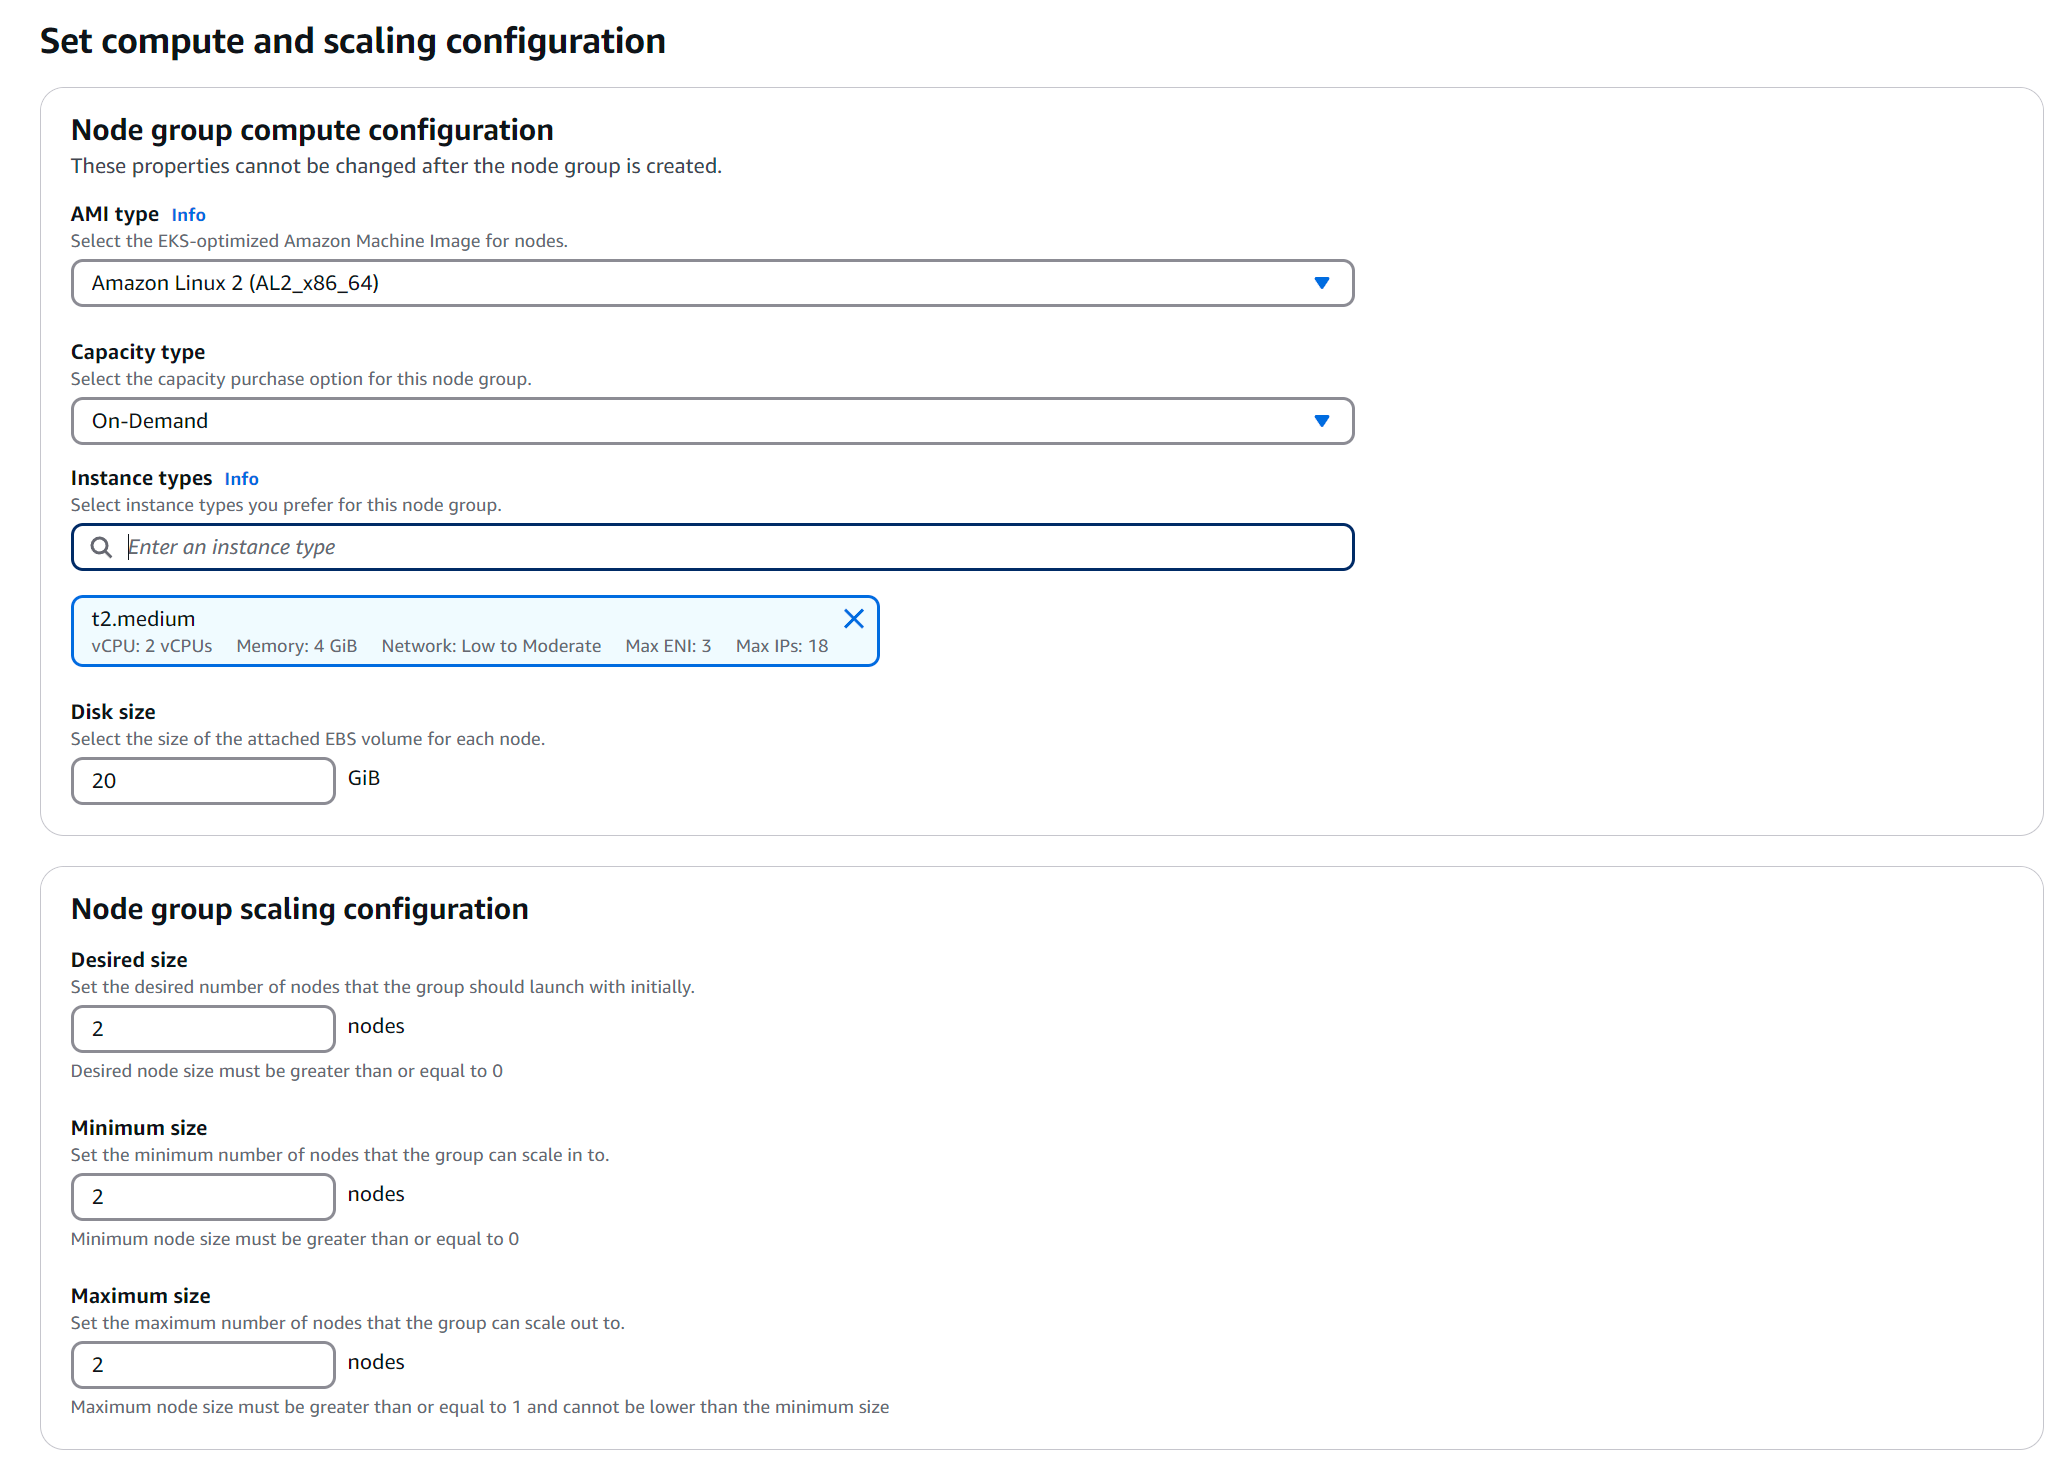 Set compute and scaling configuration
Node group compute configuration
These properties cannot be changed after the node group is created.
AMI type Info
Select the EKS-optimized Amazon Machine Image for nodes.
Amazon Linux 2 (AL2_x86_64)
Capacity type
Select the capacity purchase option for this node group.
On-Demand
Instance types Info
Select instance types you prefer for this node group.
Enter an instance type
t2.medium
vCPU: 2 vCPUs Memory: 4 GiB Network: Low to Moderate Max ENI: 3 Max IPs: 18
Disk size
Select the size of the attached EBS volume for each node.
20 GiB
Node group scaling configuration
Desired size
Set the desired number of nodes that the group should launch with initially.
2 nodes
Desired node size must be greater than or equal to 0
Minimum size
Set the minimum number of nodes that the group can scale in to.
2 nodes
Minimum node size must be greater than or equal to 0
Maximum size
Set the maximum number of nodes that the group can scale out to.
2 nodes
Maximum node size must be greater than or equal to 1 and cannot be lower than the minimum size